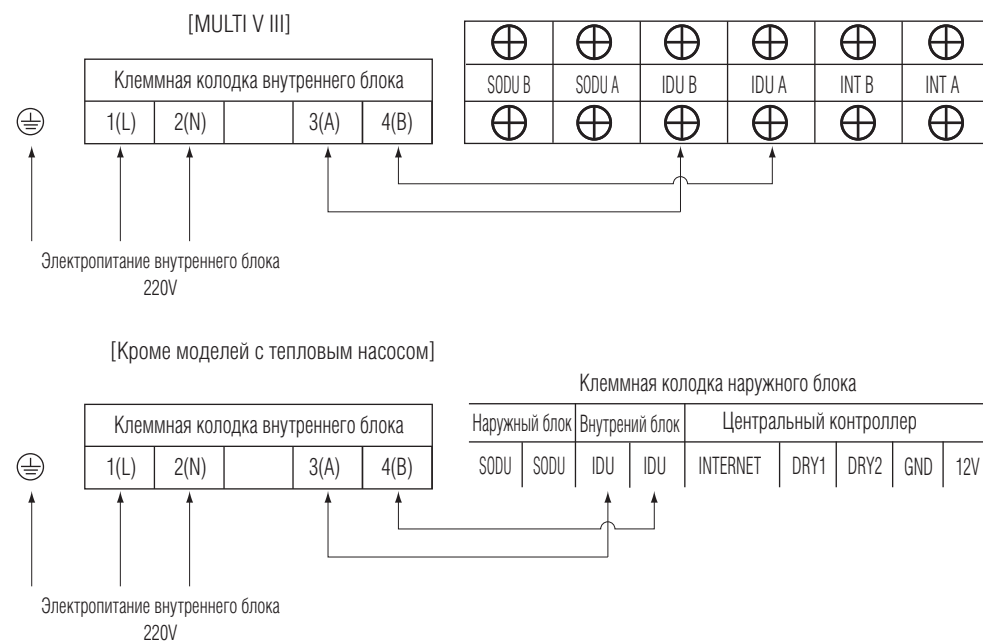 [MULTI V III]
Клеммная колодка внутреннего блока
1(L) 2(N) 3(A) 4(B)
SODU B SODU A IDU B IDU A INT B INT A
Электропитание внутреннего блока
220V
[Кроме моделей с тепловым насосом]
Клеммная колодка наружного блока
Клеммная колодка внутреннего блока
Наружный блок Внутрений блок Центральный контроллер
1(L) 2(N) 3(A) 4(B)
SODU SODU IDU IDU INTERNET DRY1 DRY2 GND 12V
Электропитание внутреннего блока
220V